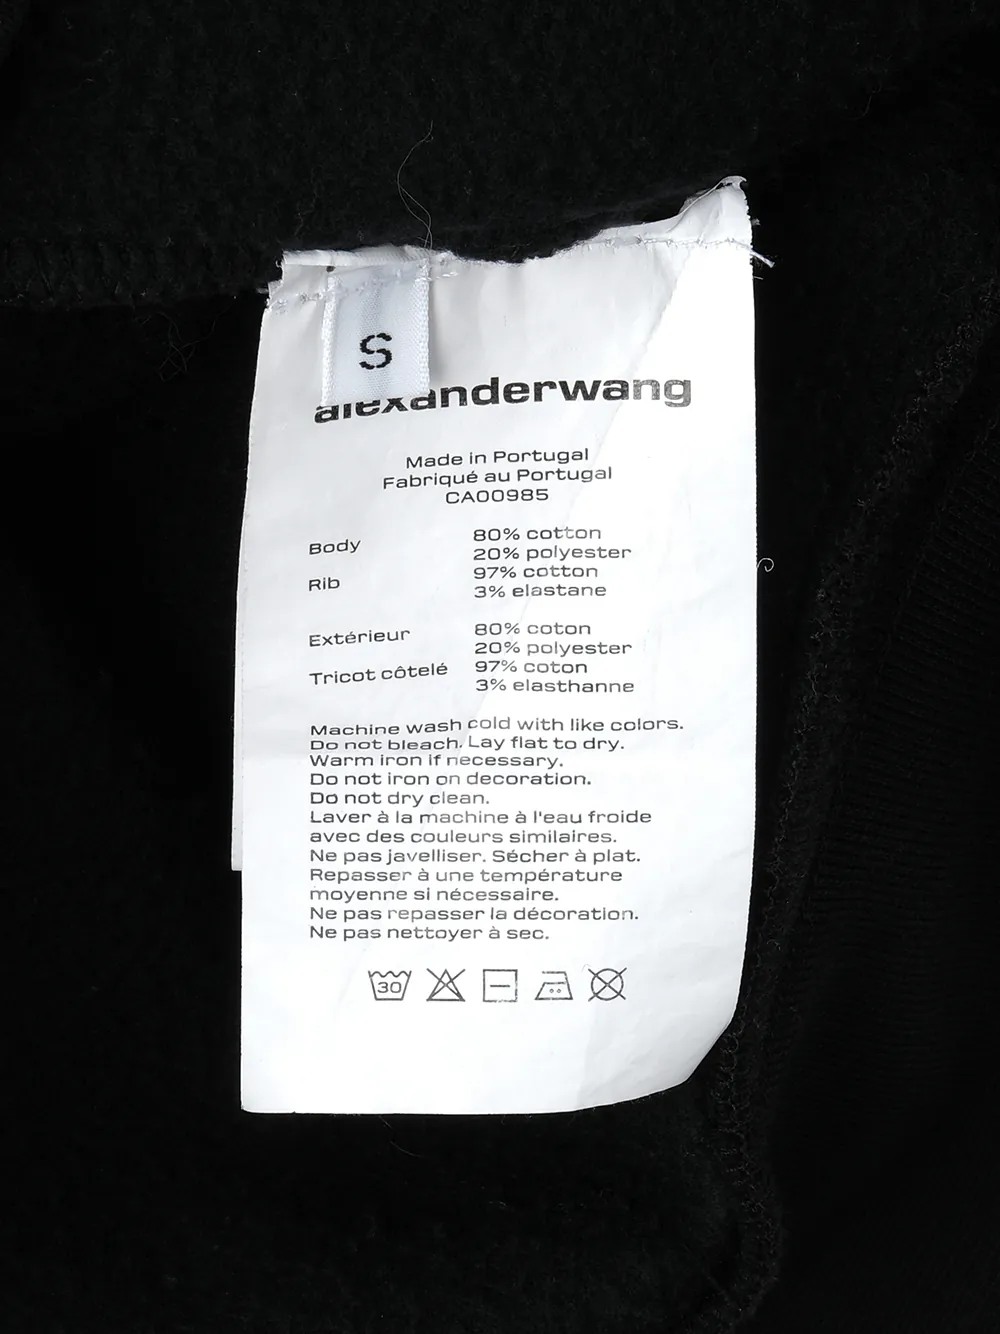 S
alexanderwang
Made in Portugal
Fabriqué au Portugal
CA00985
Body 80% cotton
20% polyester
Rib 97% cotton
3% elastane
Extérieur 80% coton
20% polyester
Tricot côtelé 97% coton
3% elasthanne
Machine wash cold with like colors.
Do not bleach. Lay flat to dry.
Warm iron if necessary.
Do not iron on decoration.
Do not dry clean.
Laver à la machine à l'eau froide
avec des couleurs similaires.
Ne pas javelliser. Sécher à plat.
Repasser à une température
moyenne si nécessaire.
Ne pas repasser la décoration.
Ne pas nettoyer à sec.
30